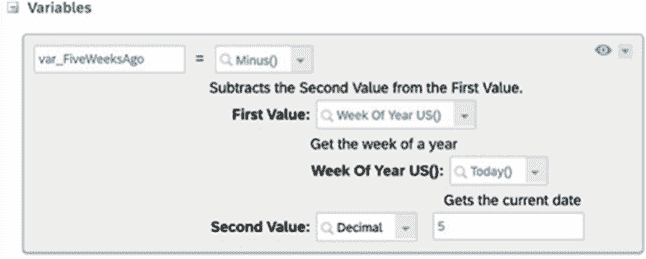 Variables
var_FiveWeeksAgo = Minus()
Subtracts the Second Value from the First Value.
First Value: Week Of Year US()
Get the week of a year
Week Of Year US(): Today()
Gets the current date
Second Value: Decimal 5